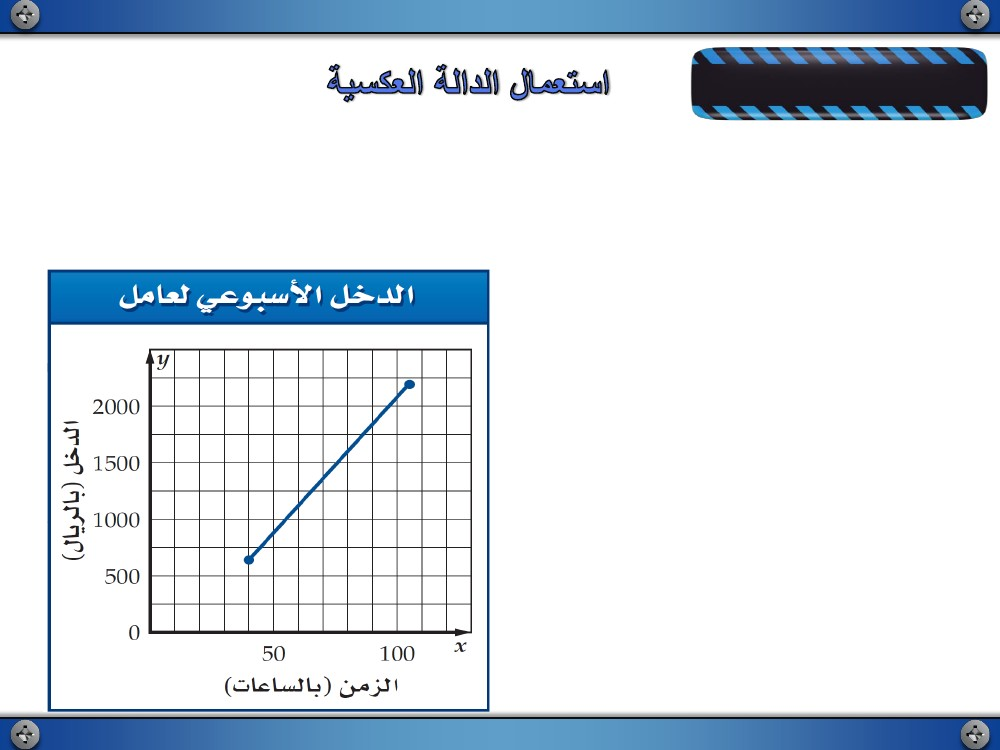 استعمال الدالة العكسية
الدخل الأسبوعي لعامل
y
2000
1500
1000
500
0
الدخل (بالريال)
50
100
x
الزمن (بالساعات)